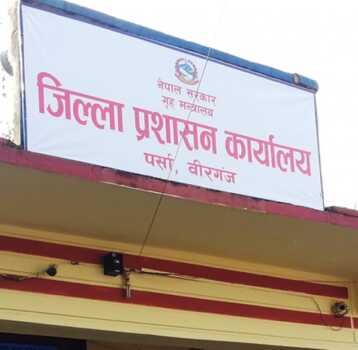 नेपाल सरकार
गृह मन्त्रालय
जिल्ला प्रशासन कार्यालय
पर्सा, वीरगंज